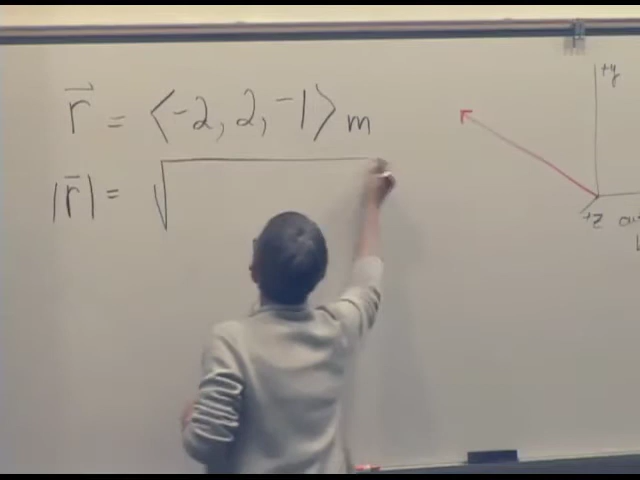 r⃗ = ⟨-2, 2, -1⟩ m
|r⃗| = √
+y
+z